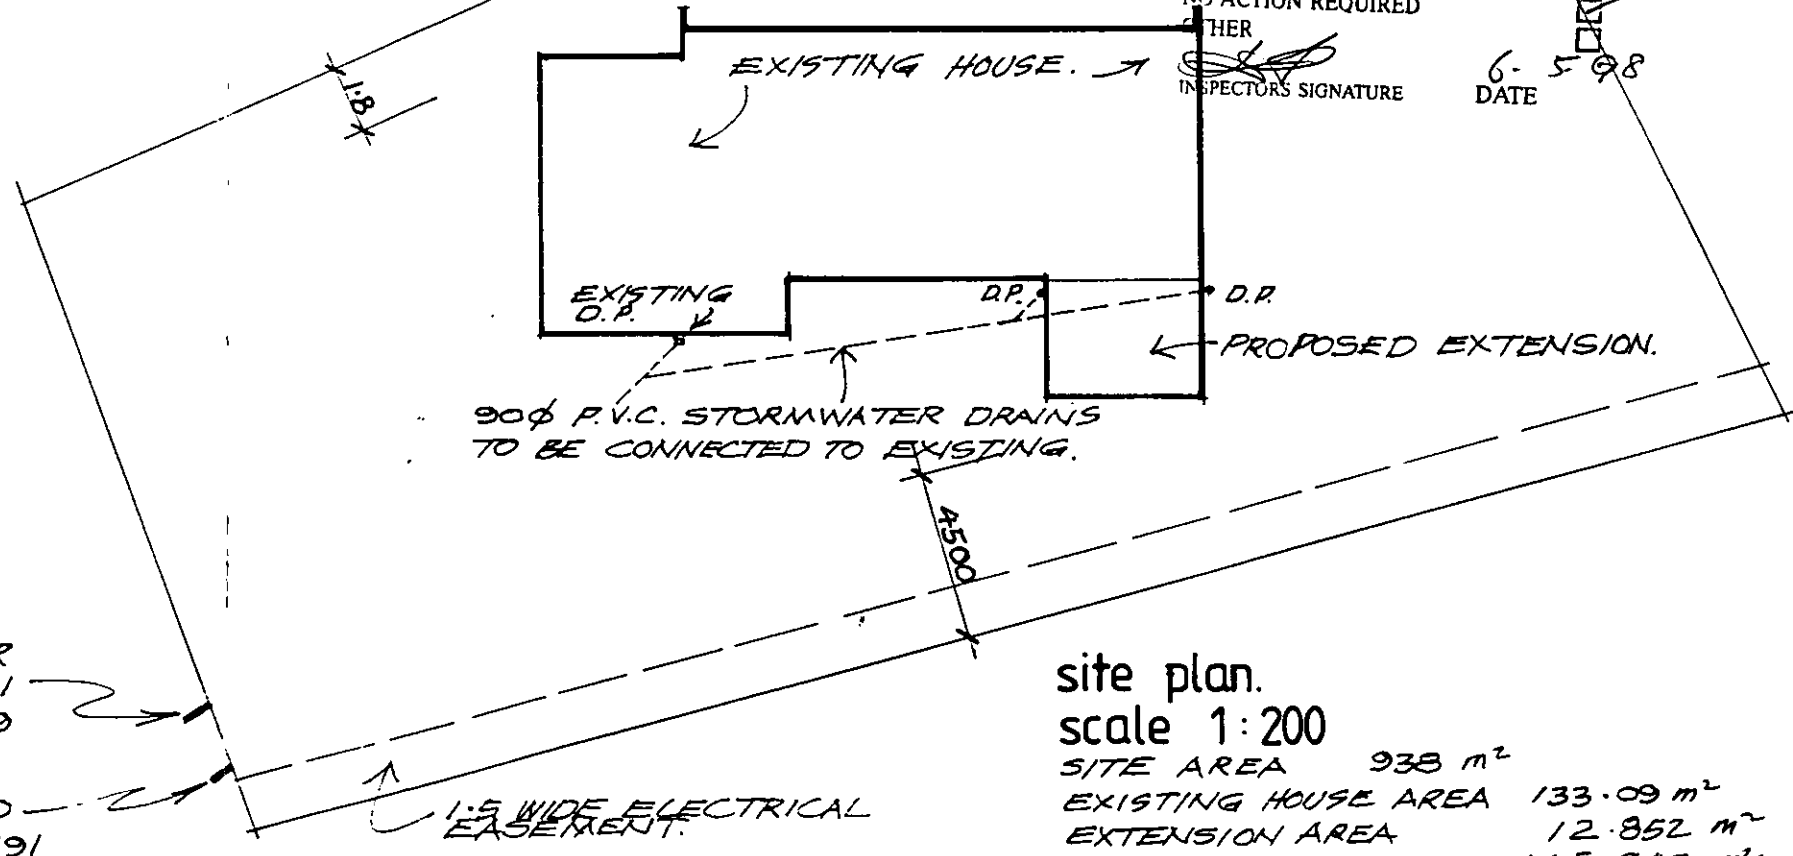 ACTION REQUIRED
INSPECTORS SIGNATURE
6- 5 98
DATE
EXISTING HOUSE.
1·8
EXISTING
D.P.
D.P.
D.P.
PROPOSED EXTENSION.
90ϕ P.V.C. STORMWATER DRAINS
TO BE CONNECTED TO EXISTING.
4500
1·5 WIDE ELECTRICAL
EASEMENT.
site plan.
scale 1:200
SITE AREA 938 m²
EXISTING HOUSE AREA 133·09 m²
EXTENSION AREA 12·852 m²